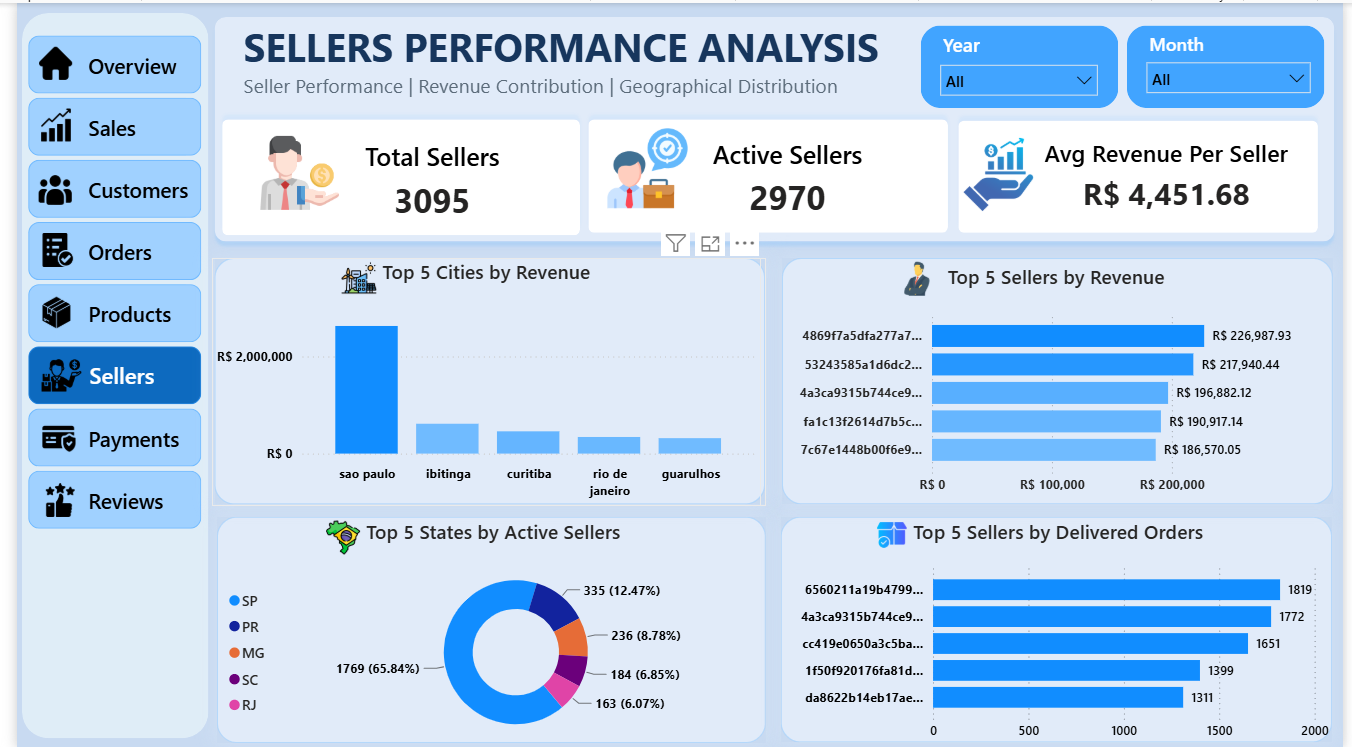 SELLERS PERFORMANCE ANALYSIS
Seller Performance | Revenue Contribution | Geographical Distribution
Year
All
Month
All
Overview
Sales
Customers
Orders
Products
Sellers
Payments
Reviews
Total Sellers
3095
Active Sellers
2970
Avg Revenue Per Seller
R$ 4,451.68
Top 5 Cities by Revenue
R$ 2,000,000
R$ 0
sao paulo
ibitinga
curitiba
rio de
janeiro
guarulhos
Top 5 Sellers by Revenue
4869f7a5dfa277a7...
R$ 226,987.93
53243585a1d6dc2...
R$ 217,940.44
4a3ca9315b744ce9...
R$ 196,882.12
fa1c13f2614d7b5c...
R$ 190,917.14
7c67e1448b00f6e9...
R$ 186,570.05
R$ 0
R$ 100,000
R$ 200,000
Top 5 States by Active Sellers
SP
PR
MG
SC
RJ
335 (12.47%)
236 (8.78%)
184 (6.85%)
163 (6.07%)
1769 (65.84%)
Top 5 Sellers by Delivered Orders
6560211a19b4799...
1819
4a3ca9315b744ce9...
1772
cc419e0650a3c5ba...
1651
1f50f920176fa81d...
1399
da8622b14eb17ae...
1311
0
500
1000
1500
2000